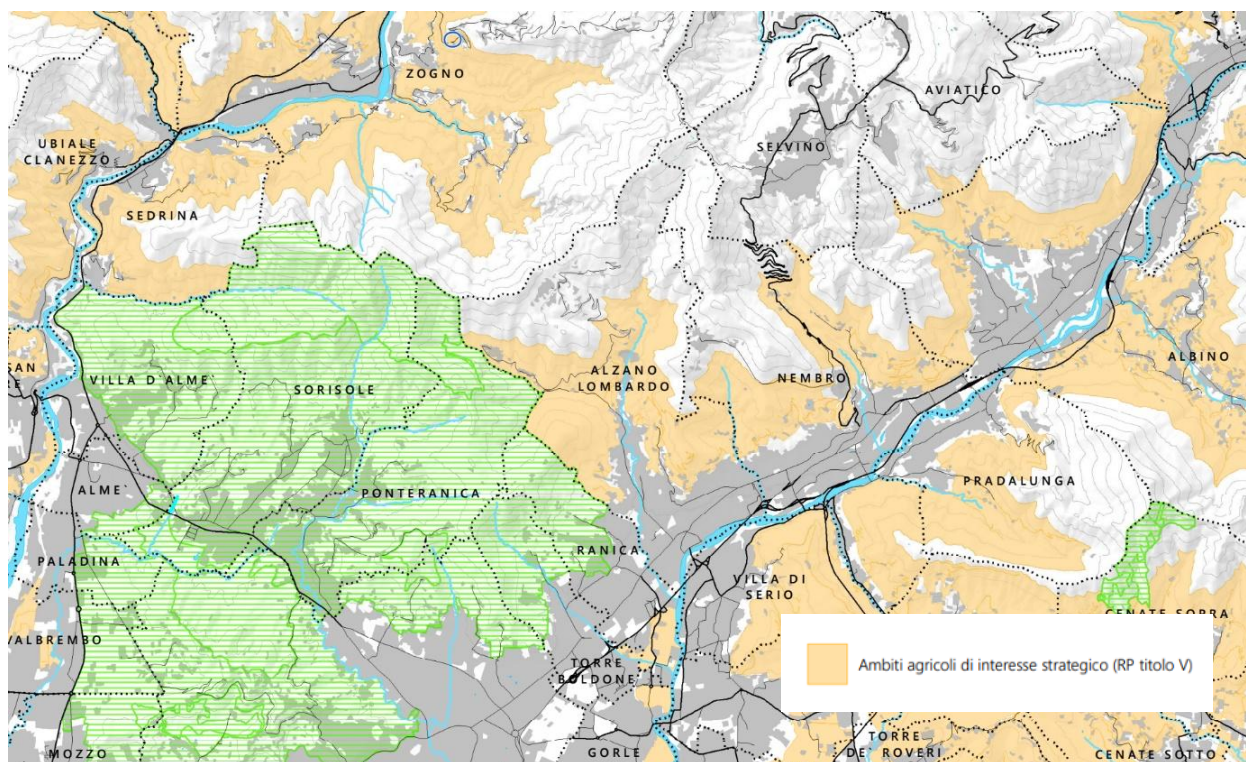 ZOGNO
AVIATICO
UBIALE
CLANEZZO
SELVINO
SEDRINA
SAN
RE
VILLA D'ALME'
SORISOLE
ALZANO
LOMBARDO
NEMBRO
ALBINO
ALME'
PONTERANICA
PRADALUNGA
PALADINA
RANICA
VILLA DI
SERIO
CENATE SOPRA
VALBREMBO
TORRE
BOLDONE
Ambiti agricoli di interesse strategico (RP titolo V)
MOZZO
GORLE
TORRE
DE' ROVERI
CENATE SOTTO